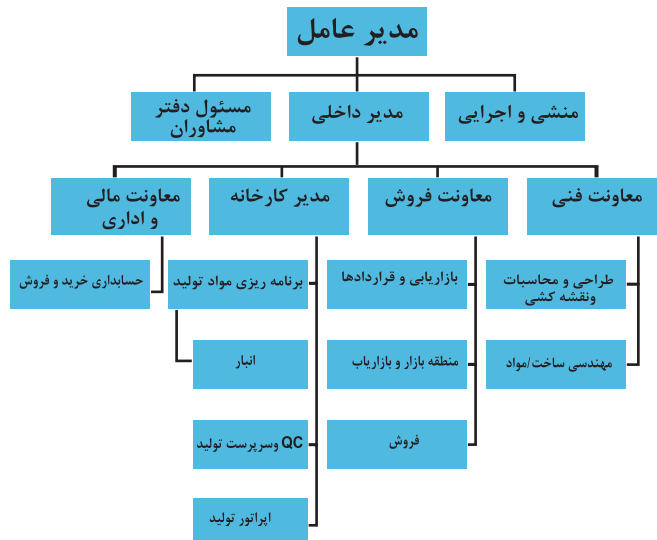 مدیر عامل
منشی و اجرایی
مدیر داخلی
مسئول دفتر
مشاوران
معاونت فنی
معاونت فروش
مدیر کارخانه
معاونت مالی
و اداری
طراحی و محاسبات
ونقشه کشی
بازاریابی و قراردادها
برنامه ریزی مواد تولید
حسابداری خرید و فروش
مهندسی ساخت/مواد
منطقه بازار و بازاریاب
انبار
فروش
QC وسرپرست تولید
اپراتور تولید